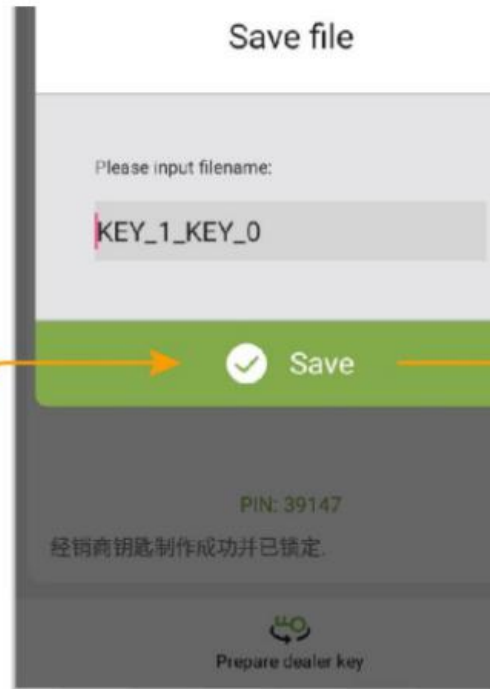 Save file
Please input filename:
KEY_1_KEY_0
Save
PIN: 39147
经销商钥匙制作成功并已锁定.
Prepare dealer key